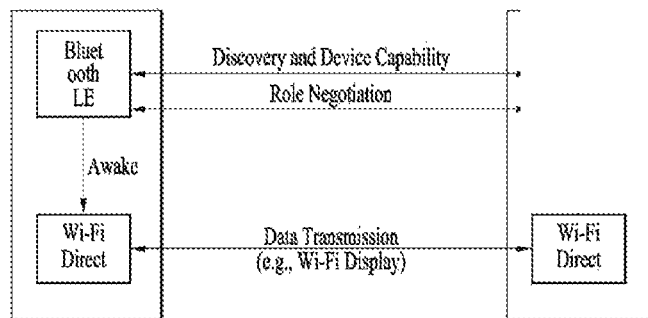 Bluet
ooth
LE
Discovery and Device Capability
Role Negotiation
Awake
Wi-Fi
Direct
Data Transmission
(e.g., Wi-Fi Display)
Wi-Fi
Direct